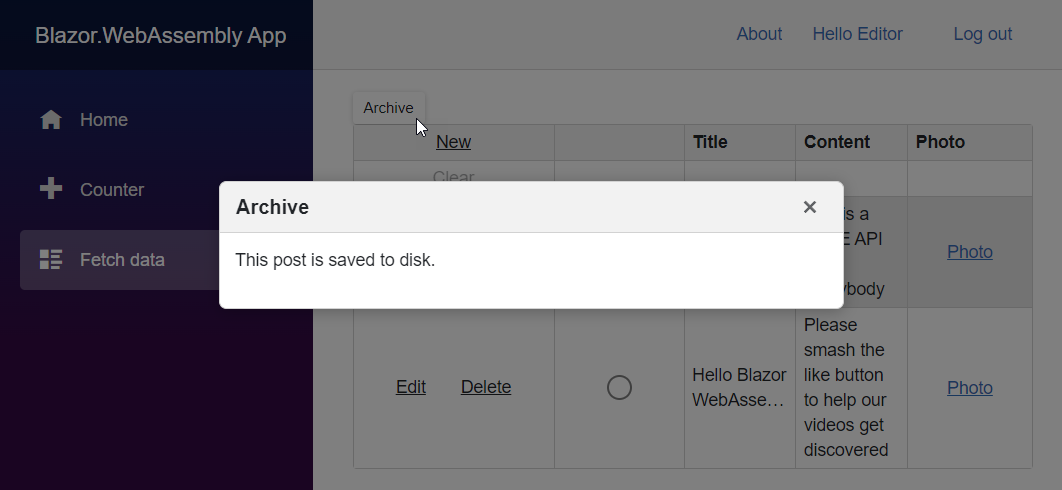 Blazor.WebAssembly App
About Hello Editor Log out
Home
Counter
Fetch data
Archive
New Title Content Photo
Clear
Archive ×
This post is saved to disk.
is a
API
ybody
Photo
Edit Delete
Hello Blazor
WebAsse...
Please
smash the
like button
to help our
videos get
discovered
Photo